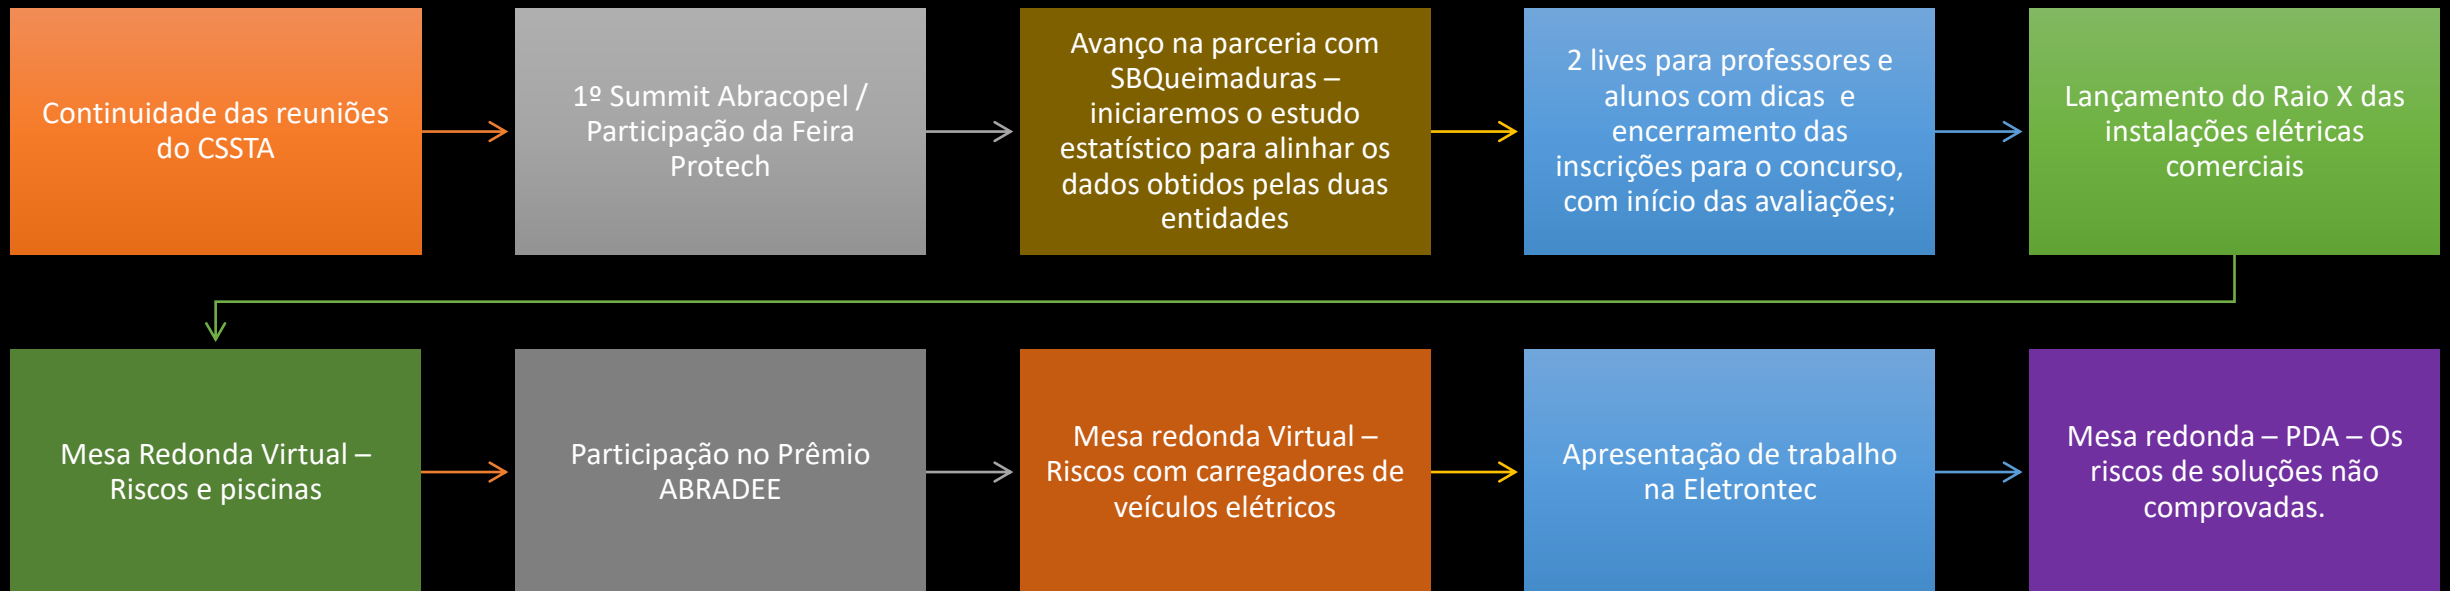 Continuidade das reuniões
do CSSTA
1º Summit Abracopel /
Participação da Feira
Protech
Avanço na parceria com
SBQueimaduras –
iniciaremos o estudo
estatístico para alinhar os
dados obtidos pelas duas
entidades
2 lives para professores e
alunos com dicas  e
encerramento das
inscrições para o concurso,
com início das avaliações;
Lançamento do Raio X das
instalações elétricas
comerciais
Mesa Redonda Virtual –
Riscos e piscinas
Participação no Prêmio
ABRADEE
Mesa redonda Virtual –
Riscos com carregadores de
veículos elétricos
Apresentação de trabalho
na Eletrontec
Mesa redonda – PDA – Os
riscos de soluções não
comprovadas.